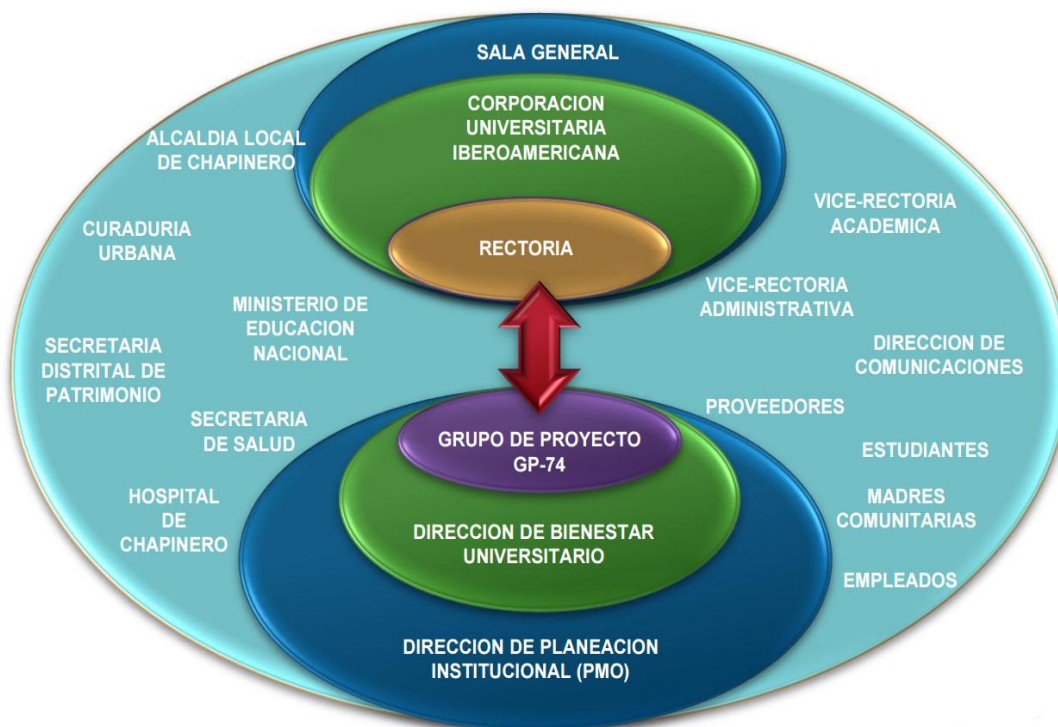 SALA GENERAL
CORPORACION
UNIVERSITARIA
IBEROAMERICANA
RECTORIA
ALCALDIA LOCAL
DE CHAPINERO
CURADURIA
URBANA
MINISTERIO DE
EDUCACION
NACIONAL
SECRETARIA
DISTRITAL DE
PATRIMONIO
SECRETARIA
DE SALUD
HOSPITAL
DE
CHAPINERO
VICE-RECTORIA
ACADEMICA
VICE-RECTORIA
ADMINISTRATIVA
DIRECCION DE
COMUNICACIONES
PROVEEDORES
ESTUDIANTES
MADRES
COMUNITARIAS
EMPLEADOS
GRUPO DE PROYECTO
GP-74
DIRECCION DE BIENESTAR
UNIVERSITARIO
DIRECCION DE PLANEACION
INSTITUCIONAL (PMO)